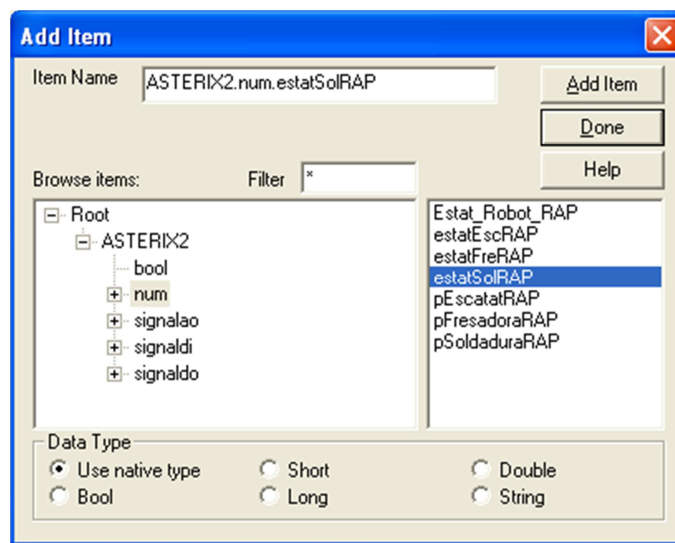 Add Item
Item Name
ASTERIX2.num.estatSolRAP
Add Item
Done
Help
Browse items:
Filter
*
Root
ASTERIX2
bool
num
signalao
signaldi
signaldo
Estat_Robot_RAP
estatEscRAP
estatFreRAP
estatSolRAP
pEscatatRAP
pFresadoraRAP
pSoldaduraRAP
Data Type
Use native type
Short
Double
Bool
Long
String